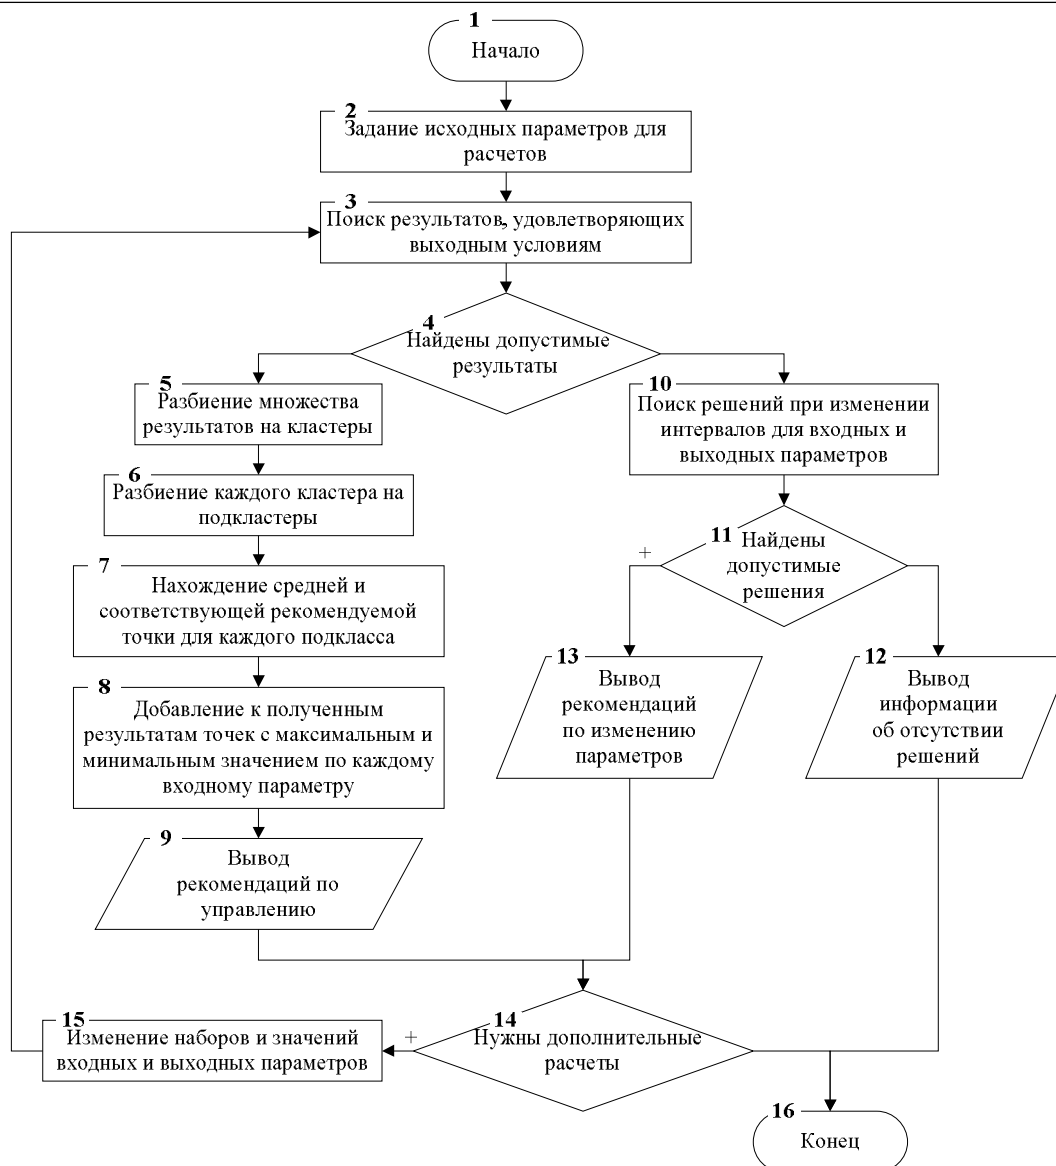 1
Начало
2
Задание исходных параметров для
расчетов
3
Поиск результатов, удовлетворяющих
выходным условиям
4
Найдены допустимые
результаты
5
Разбиение множества
результатов на кластеры
6
Разбиение каждого кластера на
подкластеры
7
Нахождение средней и
соответствующей рекомендуемой
точки для каждого подкласса
8
Добавление к полученным
результатам точек с максимальным и
минимальным значением по каждому
входному параметру
9
Вывод
рекомендаций по
управлению
10
Поиск решений при изменении
интервалов для входных и
выходных параметров
11
+
Найдены
допустимые
решения
13
Вывод
рекомендаций
по изменению
параметров
12
Вывод
информации
об отсутствии
решений
14
Нужны дополнительные
расчеты
+
15
Изменение наборов и значений
входных и выходных параметров
16
Конец